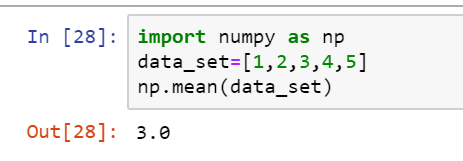 In [28]: import numpy as np
data_set=[1,2,3,4,5]
np.mean(data_set)
Out[28]: 3.0